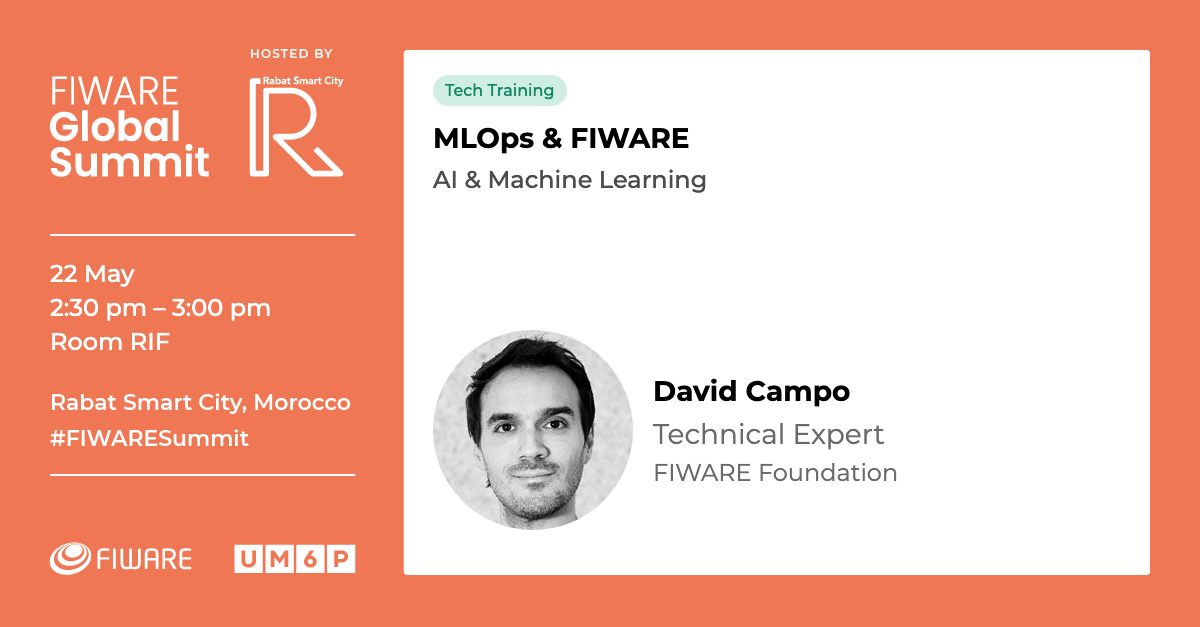 HOSTED BY
FIWARE
Global
Summit
Rabat Smart City
R
22 May
2:30 pm – 3:00 pm
Room RIF
Rabat Smart City, Morocco
#FIWARESummit
FIWARE
UM6P
Tech Training
MLOps & FIWARE
AI & Machine Learning
David Campo
Technical Expert
FIWARE Foundation